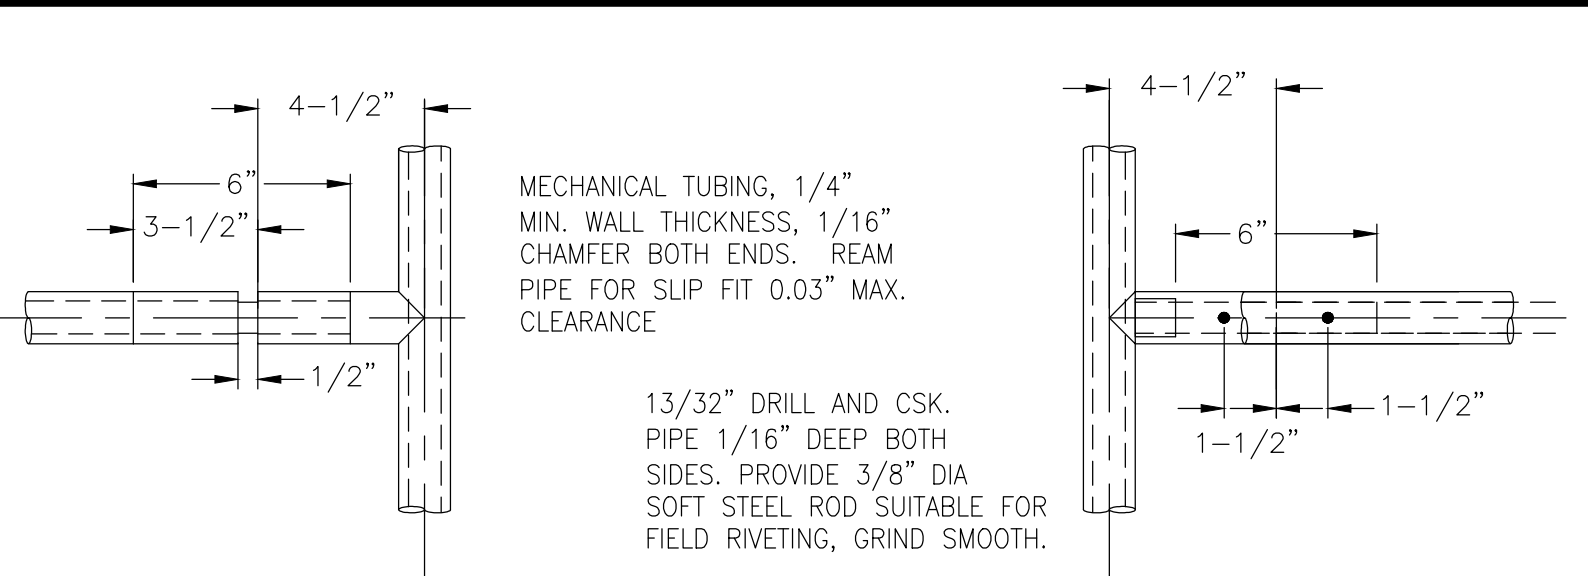 4-1/2"
6"
3-1/2"
1/2"
MECHANICAL TUBING, 1/4"
MIN. WALL THICKNESS, 1/16"
CHAMFER BOTH ENDS. REAM
PIPE FOR SLIP FIT 0.03" MAX.
CLEARANCE
13/32" DRILL AND CSK.
PIPE 1/16" DEEP BOTH
SIDES. PROVIDE 3/8" DIA
SOFT STEEL ROD SUITABLE FOR
FIELD RIVETING, GRIND SMOOTH.
4-1/2"
6"
1-1/2"
1-1/2"